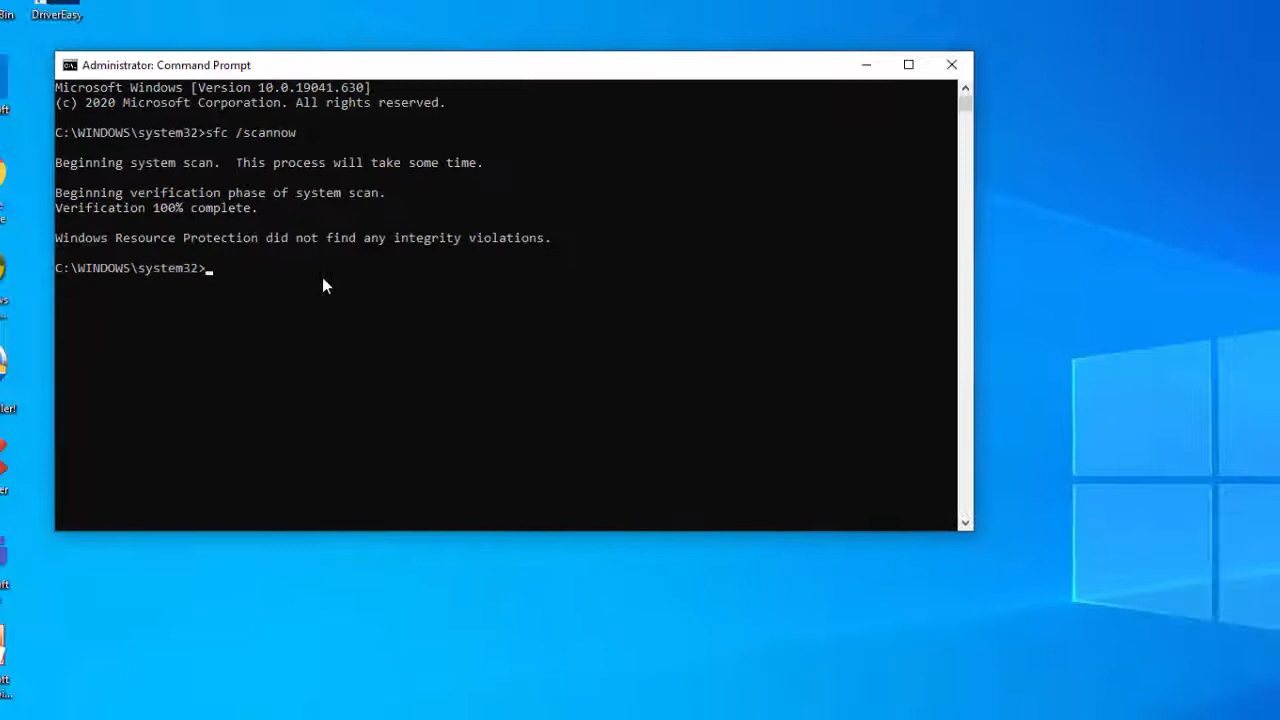 Bin
DriverEasy
Administrator: Command Prompt
Microsoft Windows [Version 10.0.19041.630]
(c) 2020 Microsoft Corporation. All rights reserved.
C:\WINDOWS\system32>sfc /scannow
Beginning system scan.  This process will take some time.
Beginning verification phase of system scan.
Verification 100% complete.
Windows Resource Protection did not find any integrity violations.
C:\WINDOWS\system32>